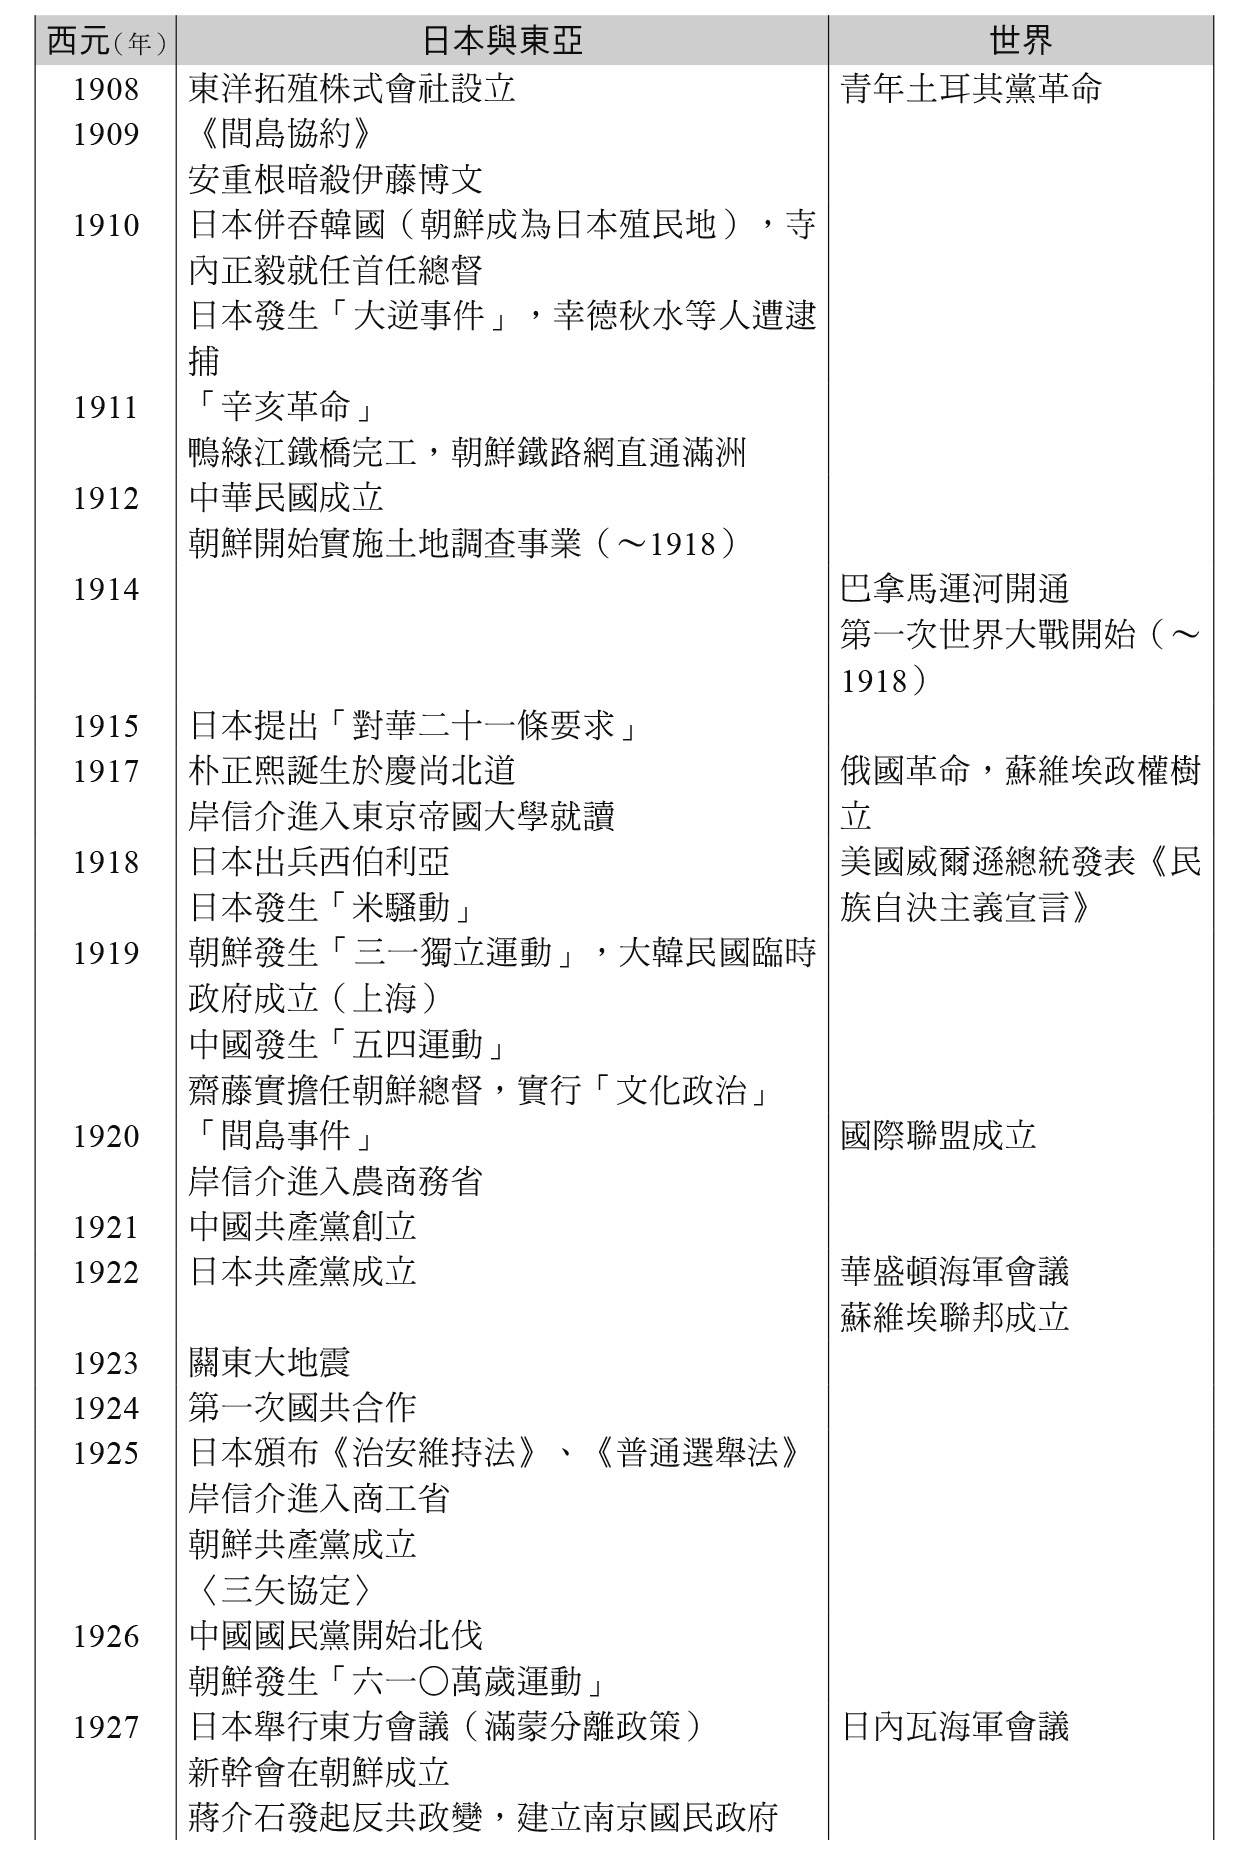 西元（年） 日本與東亞 世界
1908 東洋拓殖株式會社設立 青年土耳其黨革命
1909 《間島協約》
安重根暗殺伊藤博文
1910 日本併吞韓國（朝鮮成為日本殖民地），寺
內正毅就任首任總督
日本發生「大逆事件」，幸德秋水等人遭逮
捕
1911 「辛亥革命」
鴨綠江鐵橋完工，朝鮮鐵路網直通滿洲
1912 中華民國成立
朝鮮開始實施土地調查事業（～1918）
1914 巴拿馬運河開通
第一次世界大戰開始（～
1918）
1915 日本提出「對華二十一條要求」
1917 朴正熙誕生於慶尚北道 俄國革命，蘇維埃政權樹
岸信介進入東京帝國大學就讀 立
1918 日本出兵西伯利亞 美國威爾遜總統發表《民
日本發生「米騷動」 族自決主義宣言》
1919 朝鮮發生「三一獨立運動」，大韓民國臨時
政府成立（上海）
中國發生「五四運動」
齋藤實擔任朝鮮總督，實行「文化政治」
1920 「間島事件」 國際聯盟成立
岸信介進入農商務省
1921 中國共產黨創立
1922 日本共產黨成立 華盛頓海軍會議
蘇維埃聯邦成立
1923 關東大地震
1924 第一次國共合作
1925 日本頒布《治安維持法》、《普通選舉法》
岸信介進入商工省
朝鮮共產黨成立
〈三矢協定〉
1926 中國國民黨開始北伐
朝鮮發生「六一〇萬歲運動」
1927 日本舉行東方會議（滿蒙分離政策） 日內瓦海軍會議
新幹會在朝鮮成立
蔣介石發起反共政變，建立南京國民政府